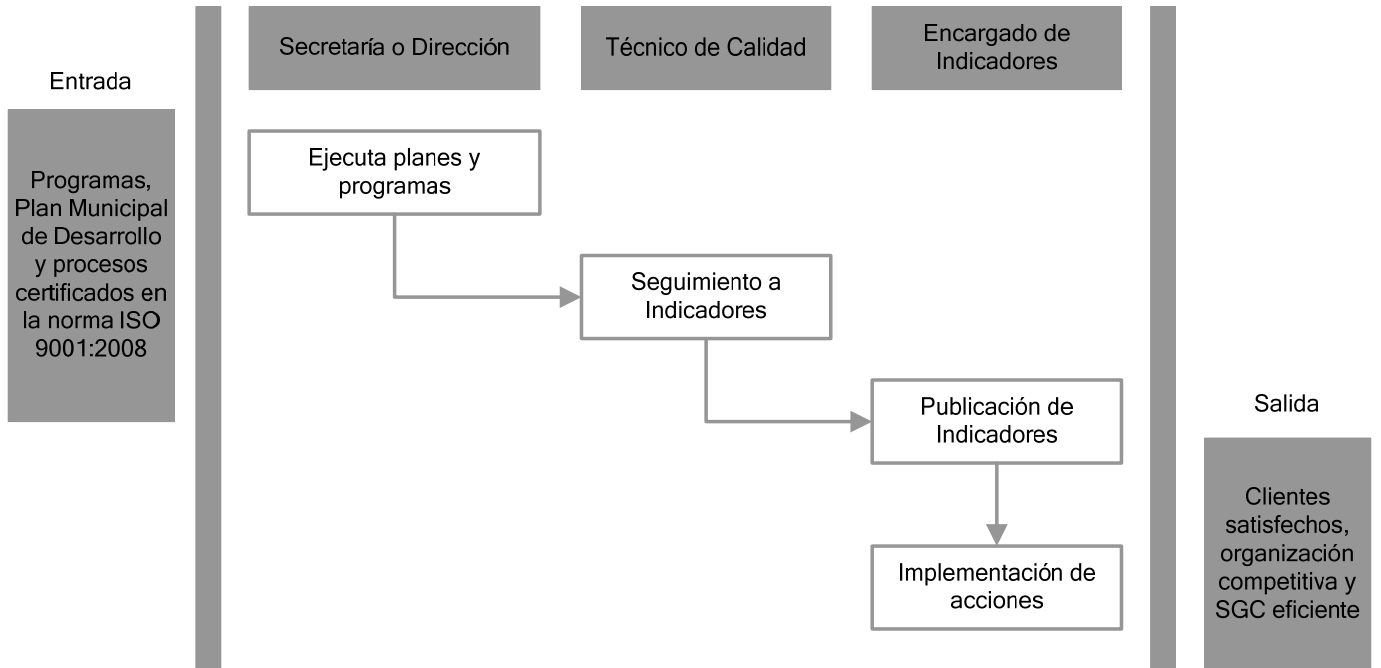 Entrada
Programas,
Plan Municipal
de Desarrollo
y procesos
certificados en
la norma ISO
9001:2008
Secretaría o Dirección
Técnico de Calidad
Encargado de
Indicadores
Ejecuta planes y
programas
Seguimiento a
Indicadores
Publicación de
Indicadores
Implementación de
acciones
Salida
Clientes
satisfechos,
organización
competitiva y
SGC eficiente